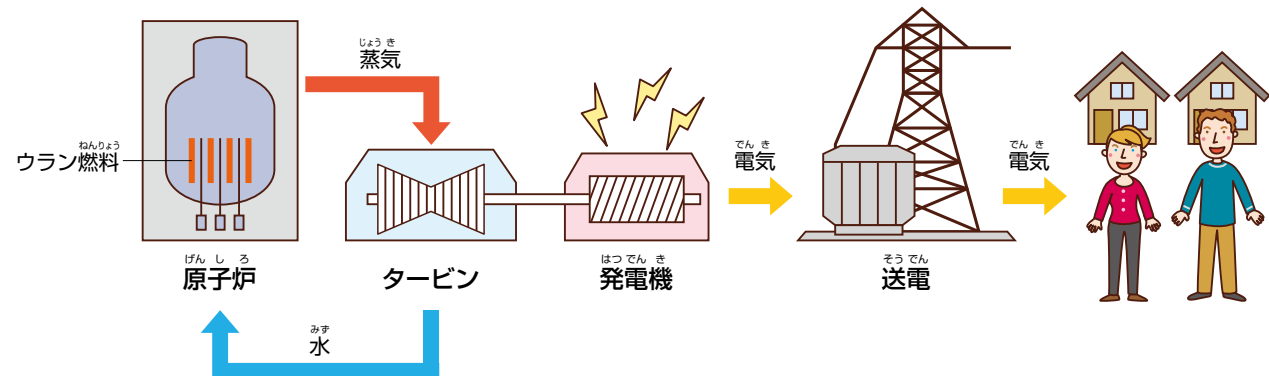 じょう き
蒸気
ねんりょう
ウラン燃料
でん き
電気
でん き
電気
げん し ろ
原子炉
タービン
はつ でん き
発電機
そう でん
送電
みず
水